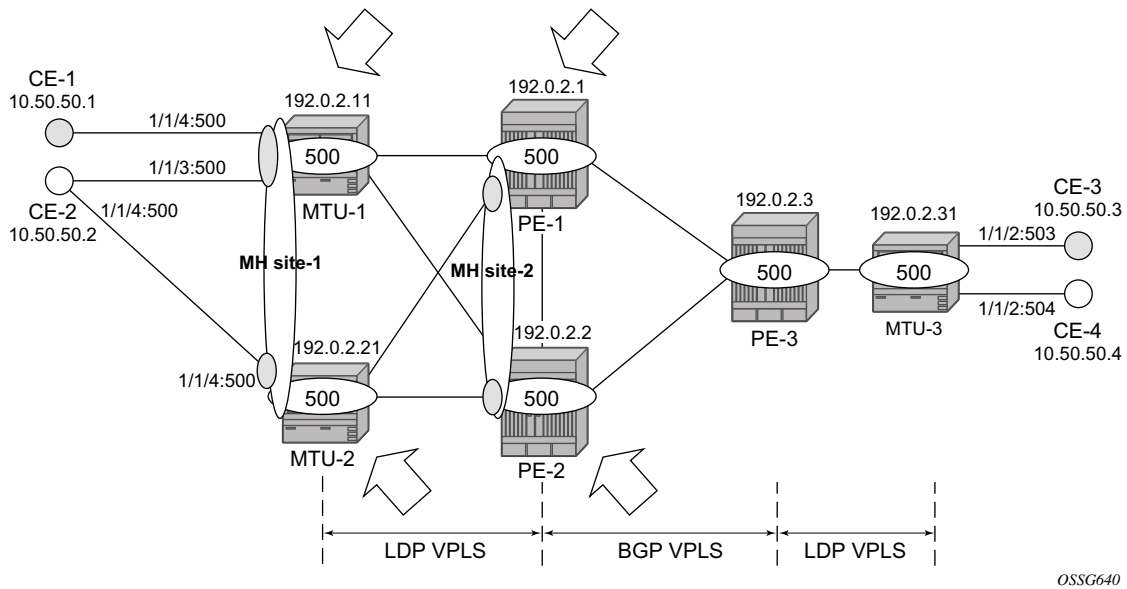 CE-1
10.50.50.1
1/1/4:500
192.0.2.11
500
MTU-1
1/1/3:500
CE-2
10.50.50.2
1/1/4:500
MH site-1
192.0.2.21
1/1/4:500
500
MTU-2
192.0.2.1
500
PE-1
MH site-2
192.0.2.2
500
PE-2
192.0.2.3
500
PE-3
192.0.2.31
500
MTU-3
1/1/2:503
CE-3
10.50.50.3
1/1/2:504
CE-4
10.50.50.4
LDP VPLS
BGP VPLS
LDP VPLS
OSSG640